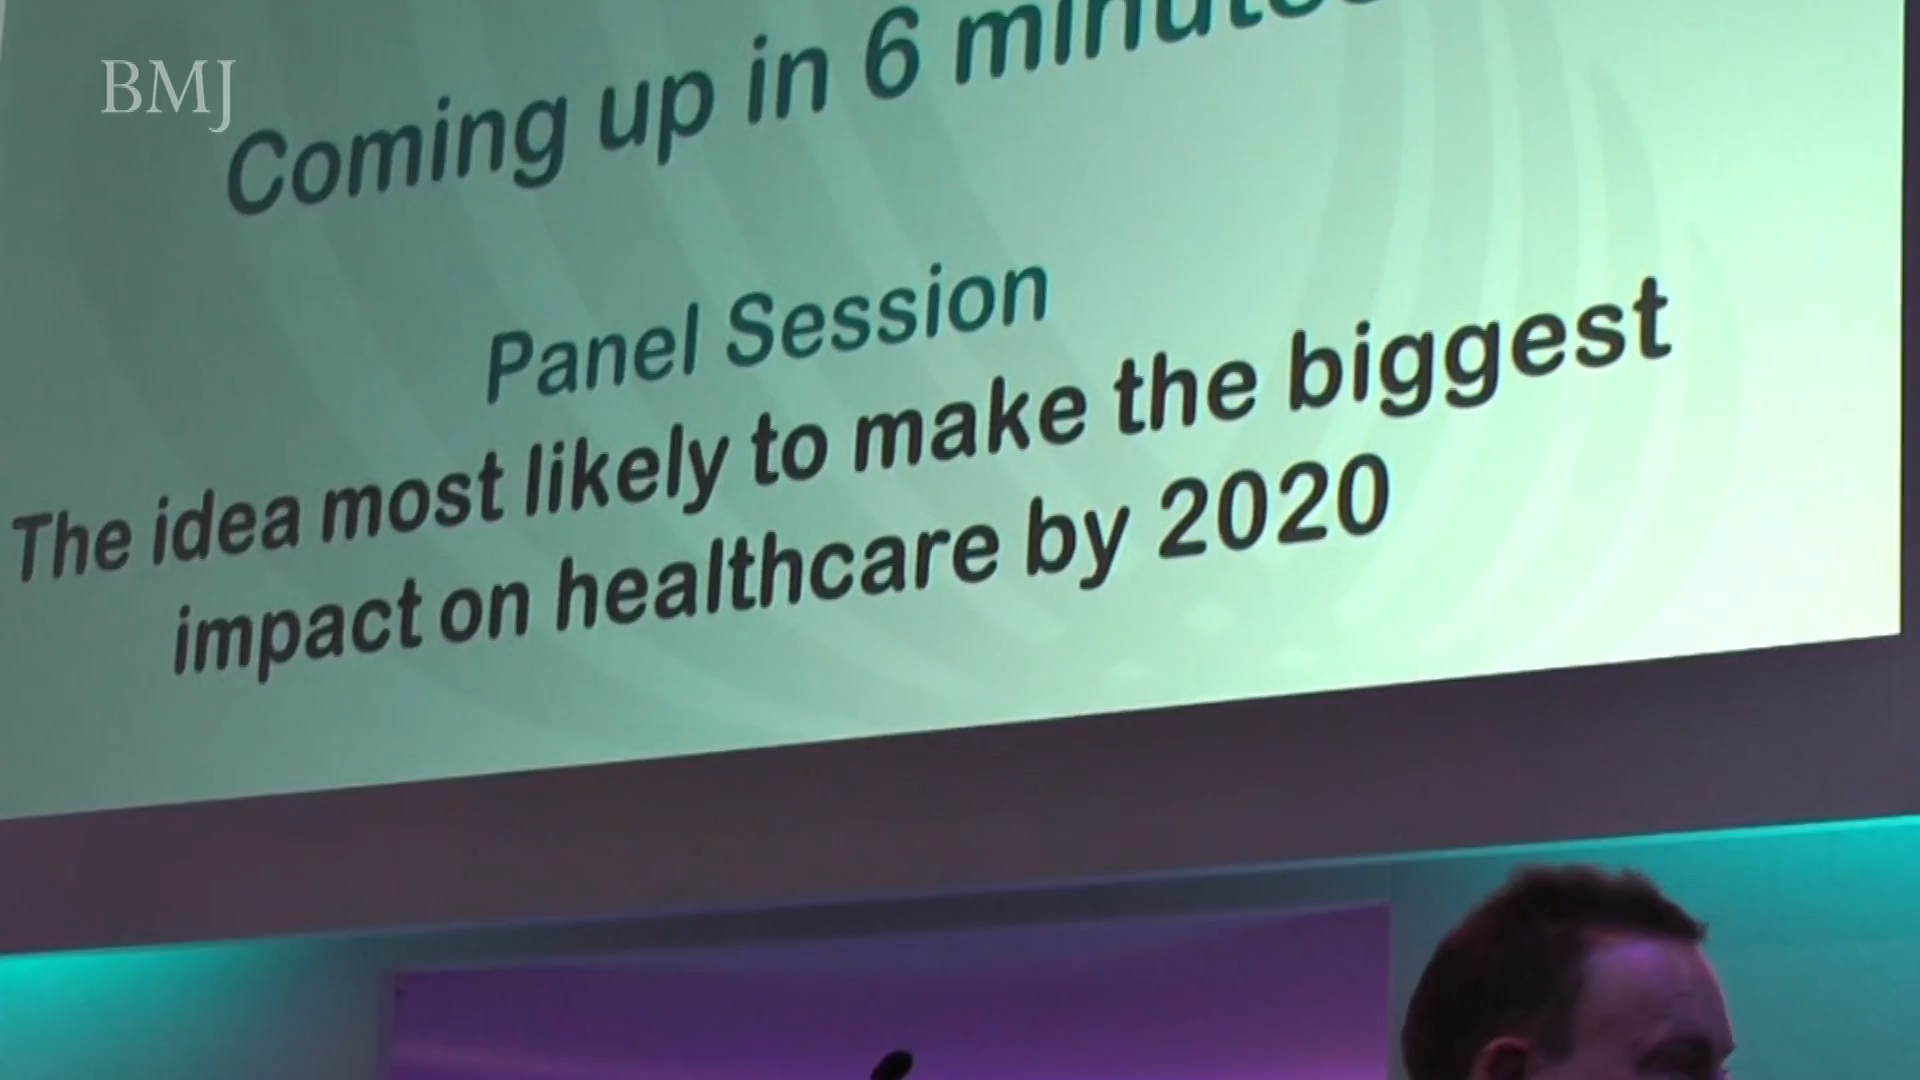 BMJ
Coming up in 6 minutes
Panel Session
The idea most likely to make the biggest
impact on healthcare by 2020